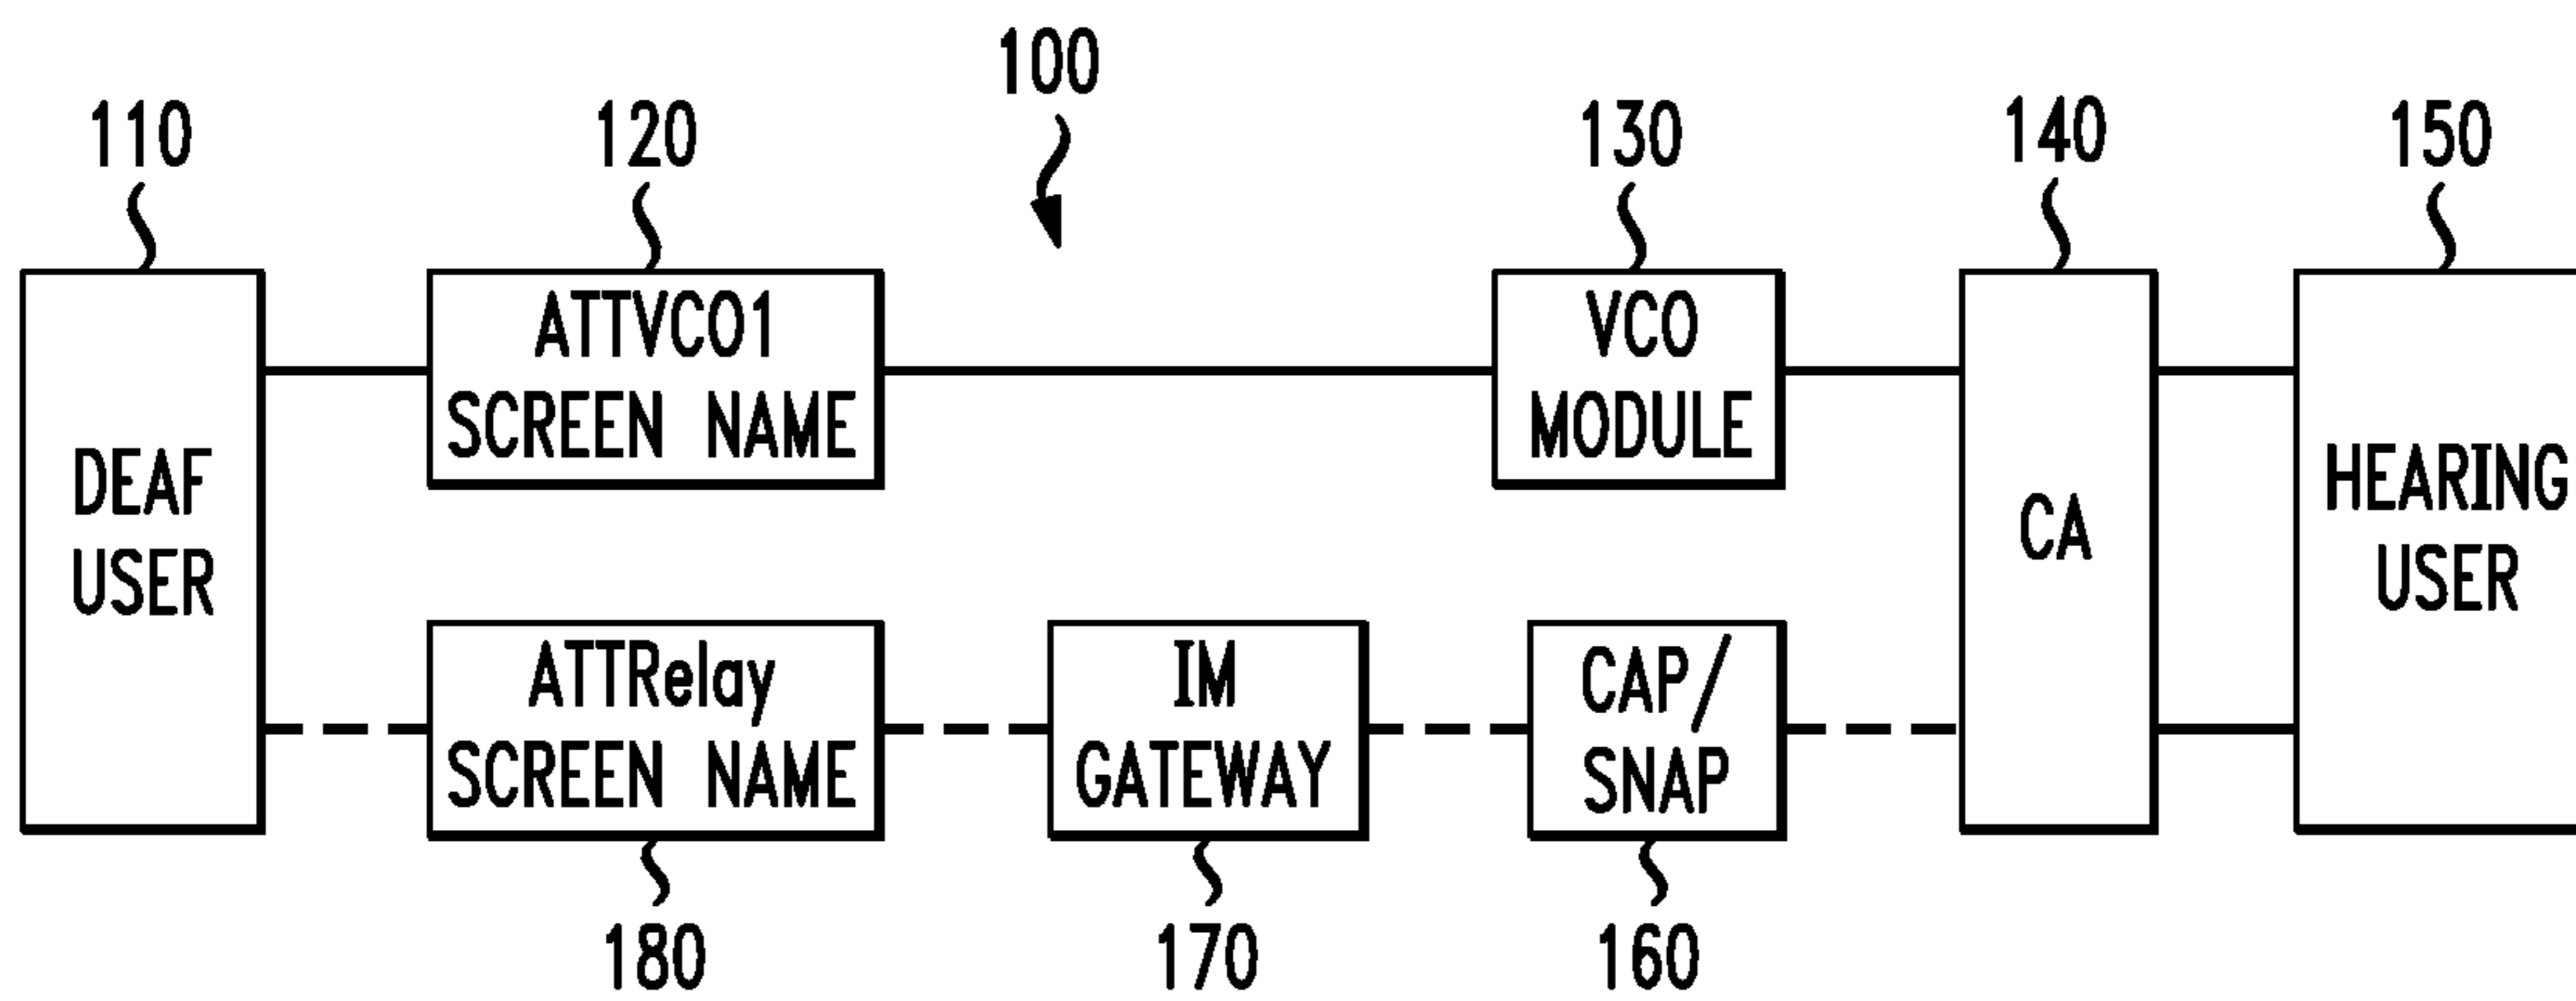 100
110
120
130
140
150
DEAF
USER
ATTVCO1
SCREEN NAME
VCO
MODULE
CA
HEARING
USER
ATTRelay
SCREEN NAME
IM
GATEWAY
CAP/
SNAP
180
170
160